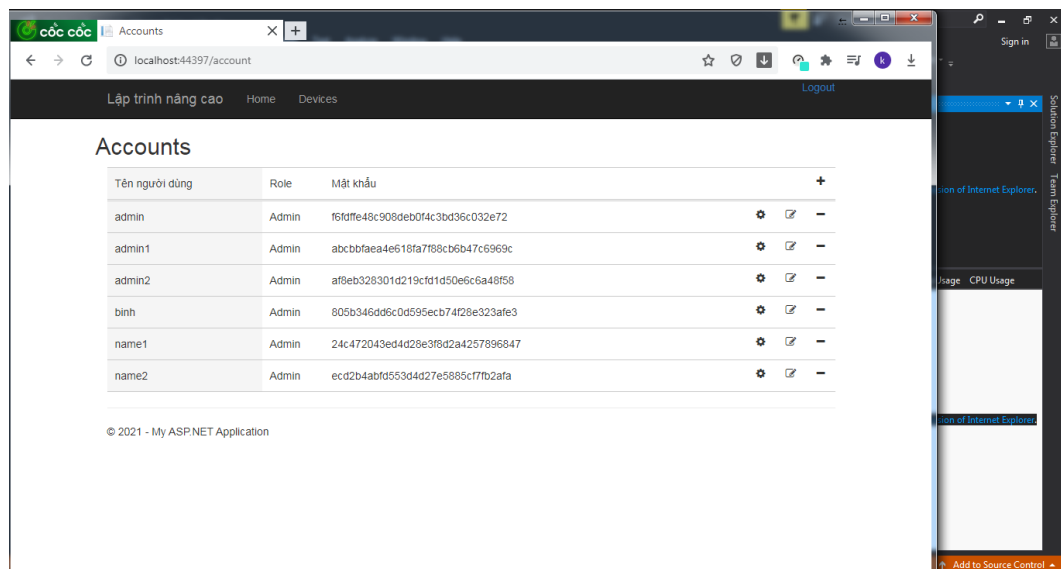 cốc cốc Accounts
Sign in
localhost:44397/account
k
Lập trình nâng cao Home Devices Logout
Accounts
Tên người dùng Role Mật khẩu
admin Admin f6fdffe48c908deb0f4c3bd36c032e72
admin1 Admin abcbbfaea4e618fa7f88cb6b47c6969c
admin2 Admin af8eb328301d219cfd1d50e6c6a48f58
binh Admin 805b346dd6c0d595ecb74f28e323afe3
name1 Admin 24c472043ed4d28e3f8d2a4257896847
name2 Admin ecd2b4abfd553d4d27e5885cf7fb2afa
© 2021 - My ASP.NET Application
Solution Explorer
Team Explorer
sion of Internet Explorer.
Usage CPU Usage
sion of Internet Explorer.
Add to Source Control